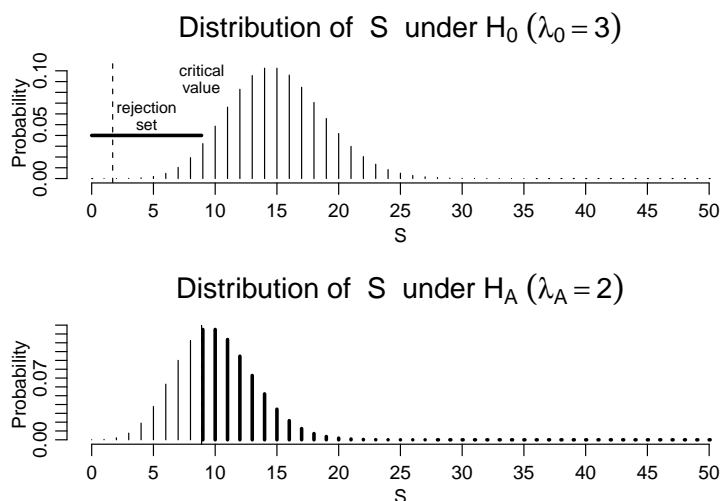 Distribution of S under H₀ (λ₀ = 3)
Probability
0.00 0.05 0.10
critical
value
rejection
set
0 5 10 15 20 25 30 35 40 45 50
S
Distribution of S under H_A (λ_A = 2)
Probability
0.00 0.07
0 5 10 15 20 25 30 35 40 45 50
S